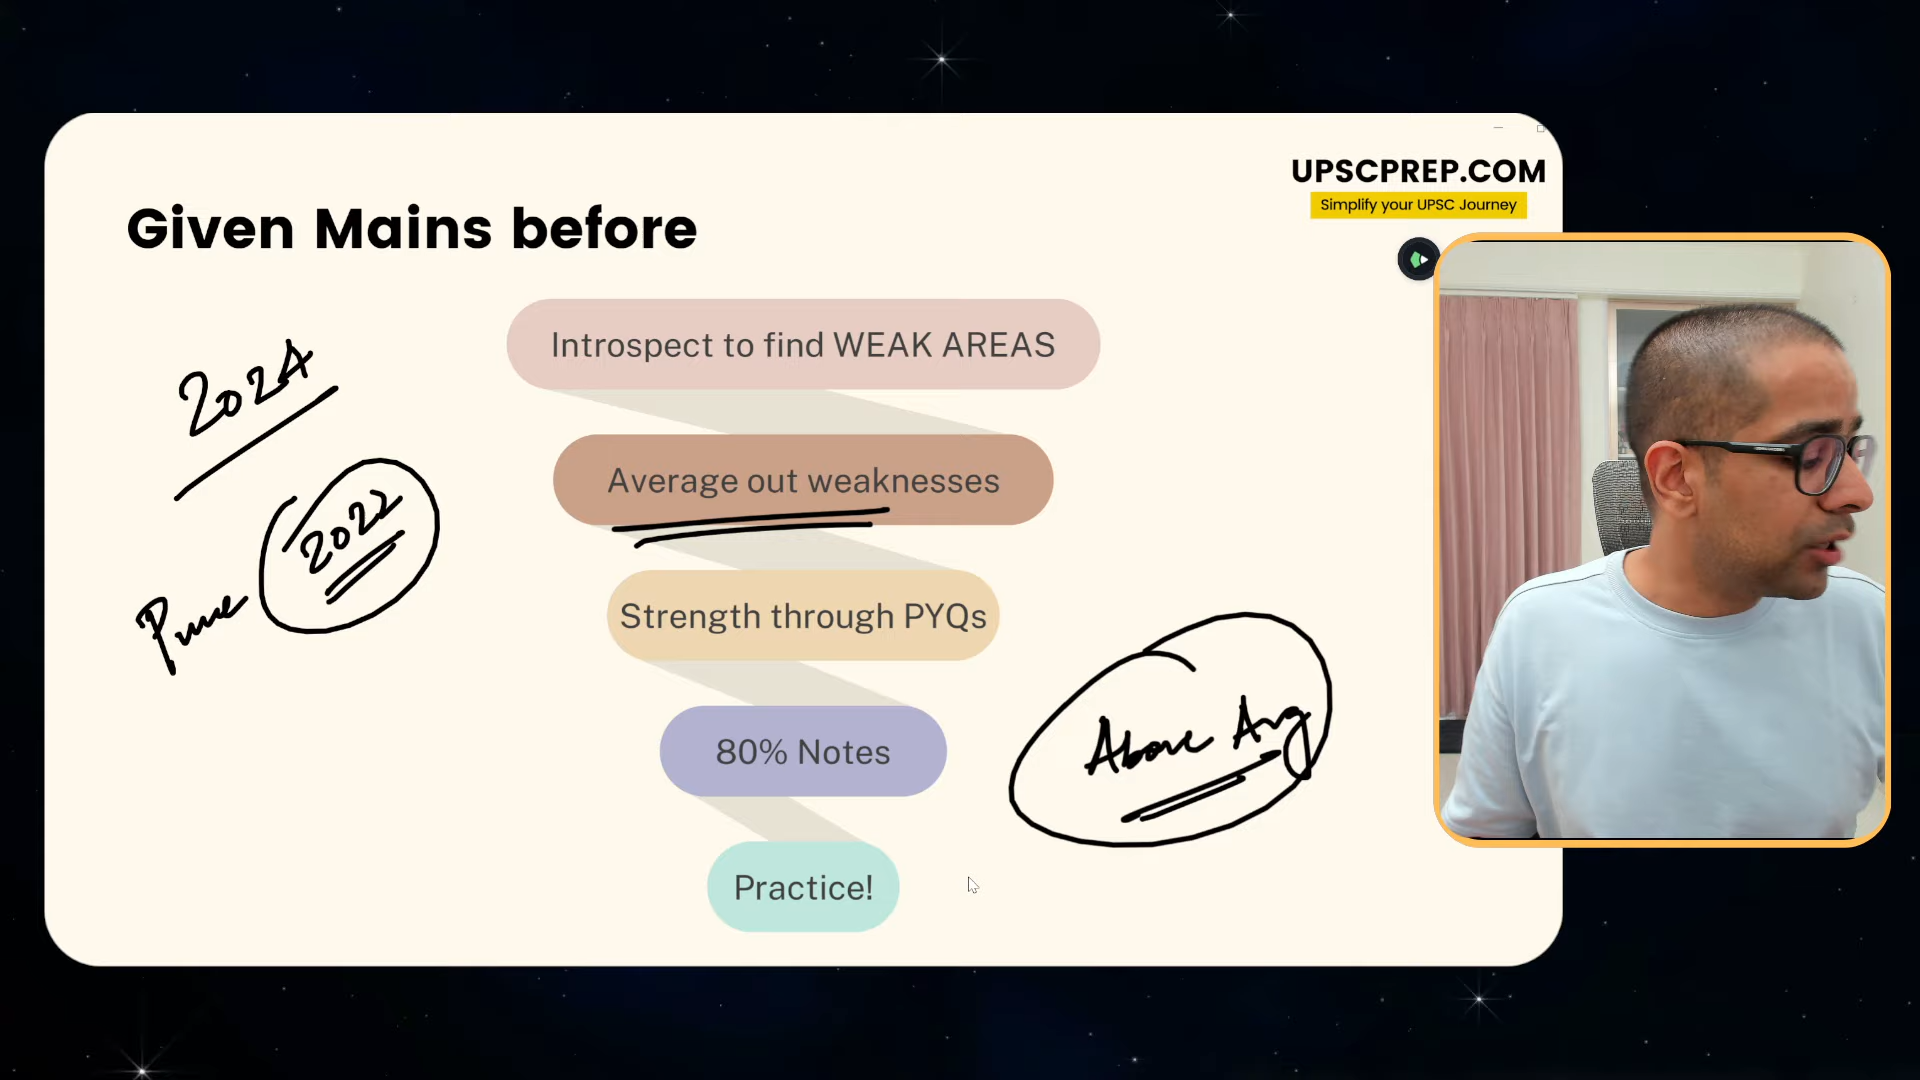 UPSCPREP.COM
Simplify your UPSC Journey
Given Mains before
Introspect to find WEAK AREAS
2024
Average out weaknesses
2022
Strength through PYQs
Above Avg
80% Notes
Practice!